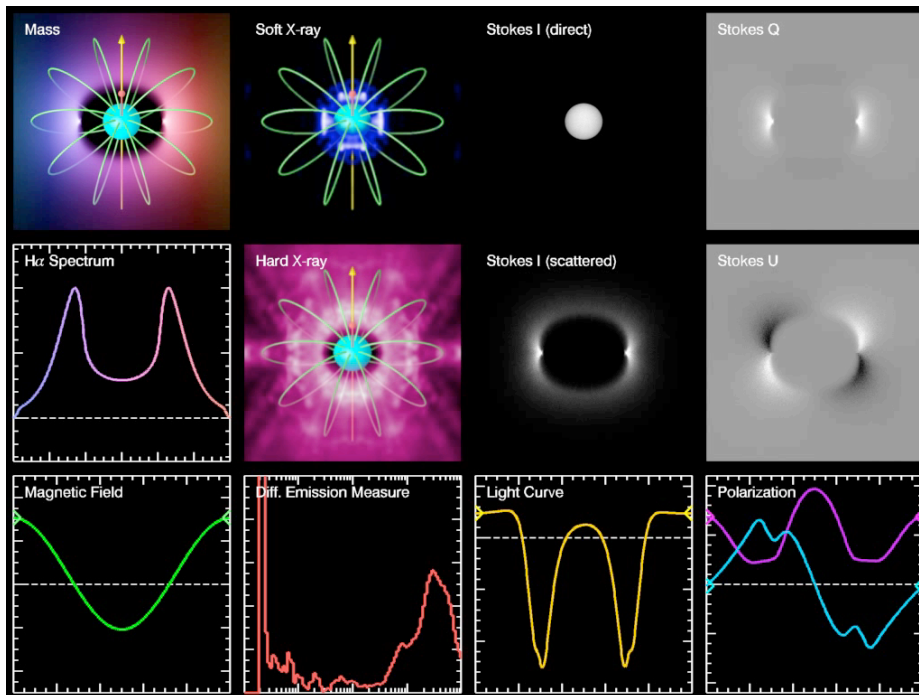 Mass
Soft X-ray
Stokes I (direct)
Stokes Q
Hα Spectrum
Hard X-ray
Stokes I (scattered)
Stokes U
Magnetic Field
Diff. Emission Measure
Light Curve
Polarization